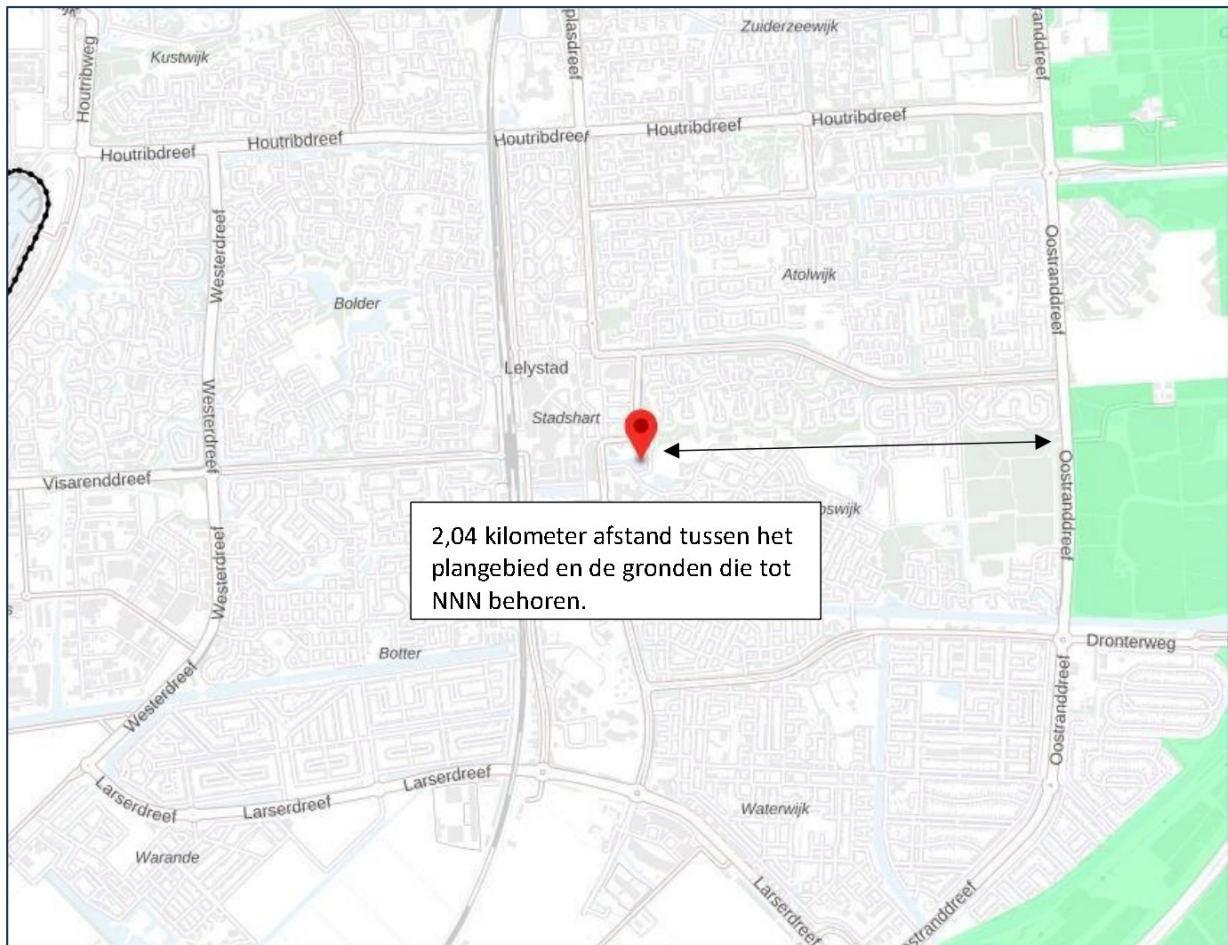 Kustwijk
Zuiderzeewijk
Houtribweg
Houtribdreef
Houtribdreef
Houtribdreef
Houtribdreef
Houtribdreef
Westerdreef
Bolder
Atolwijk
Oostranddreef
Lelystad
Stadshart
Westerdreef
Visarenddreef
Oostranddreef
2,04 kilometer afstand tussen het
plangebied en de gronden die tot
NNN behoren.
Westerdreef
Botter
Dronterweg
Westerdreef
Oostranddreef
Larserdreef
Larserdreef
Larserdreef
Waterwijk
Warande
Larserdreef